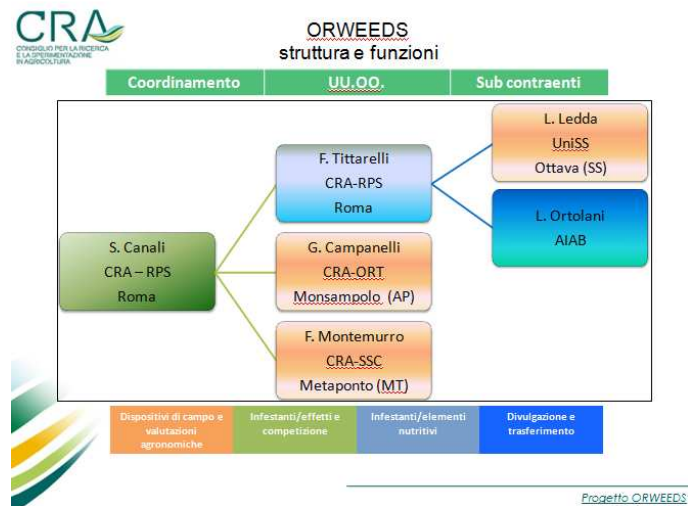 CRA
CONSIGLIO PER LA RICERCA
E LA SPERIMENTAZIONE
IN AGRICOLTURA
ORWEEDS
struttura e funzioni
Coordinamento
UU.OO.
Sub contraenti
S. Canali
CRA – RPS
Roma
F. Tittarelli
CRA-RPS
Roma
G. Campanelli
CRA-ORT
Monsampolo (AP)
F. Montemurro
CRA-SSC
Metaponto (MT)
L. Ledda
UniSS
Ottava (SS)
L. Ortolani
AIAB
Dispositivi di campo e
valutazioni
agronomiche
Infestanti/effetti e
competizione
Infestanti/elementi
nutritivi
Divulgazione e
trasferimento
Progetto ORWEEDS